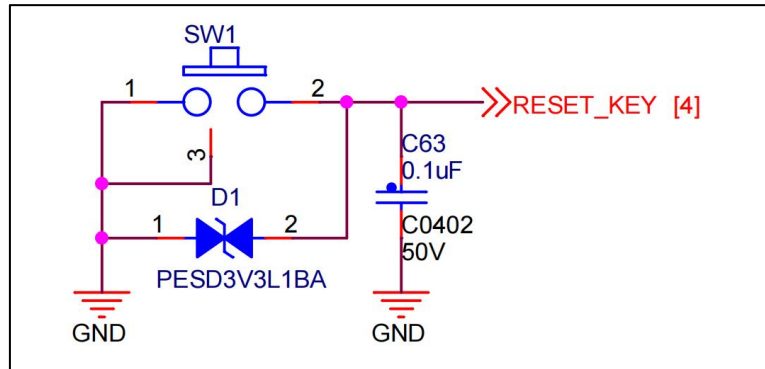 SW1
1
2
RESET_KEY [4]
3
C63
0.1uF
D1
1
2
C0402
50V
PESD3V3L1BA
GND
GND